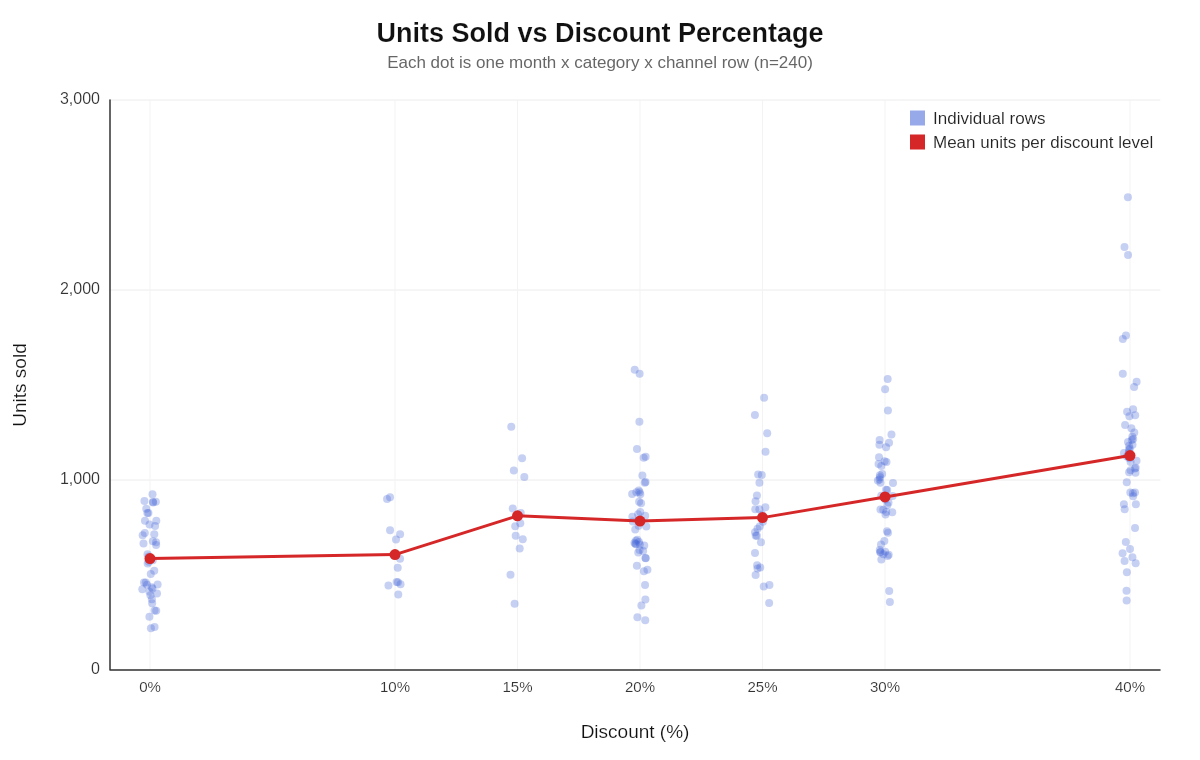 Units Sold vs Discount Percentage
Each dot is one month x category x channel row (n=240)
3,000
Individual rows
Mean units per discount level
2,000
Units sold
1,000
0
0% 10% 15% 20% 25% 30% 40%
Discount (%)